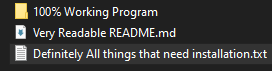 100% Working Program
Very Readable README.md
Definitely All things that need installation.txt